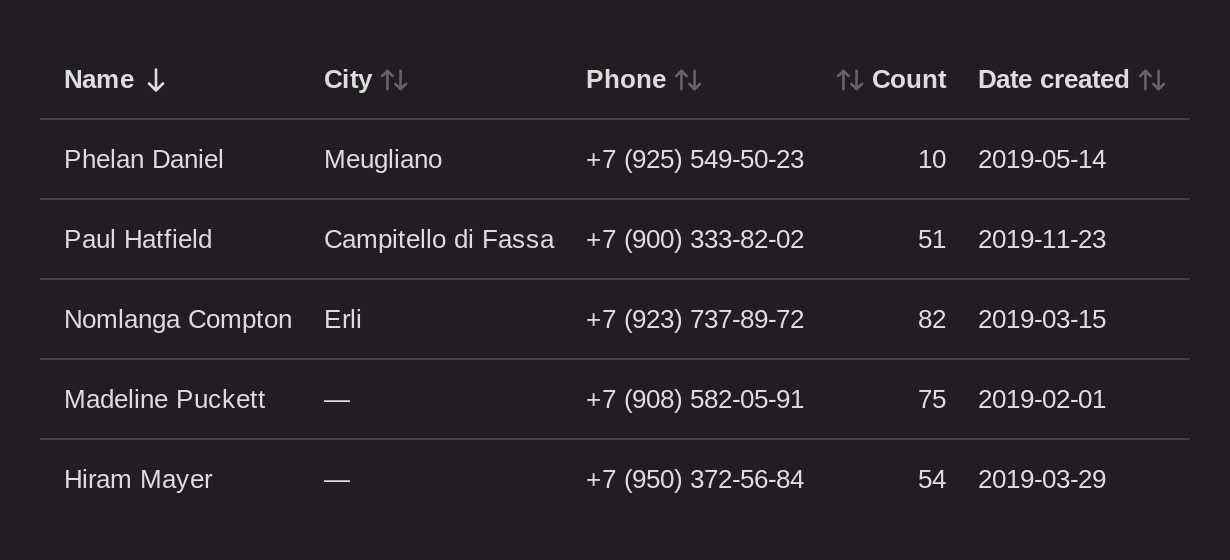 Name City Phone Count Date created
Phelan Daniel Meugliano +7 (925) 549-50-23 10 2019-05-14
Paul Hatfield Campitello di Fassa +7 (900) 333-82-02 51 2019-11-23
Nomlanga Compton Erli +7 (923) 737-89-72 82 2019-03-15
Madeline Puckett — +7 (908) 582-05-91 75 2019-02-01
Hiram Mayer — +7 (950) 372-56-84 54 2019-03-29